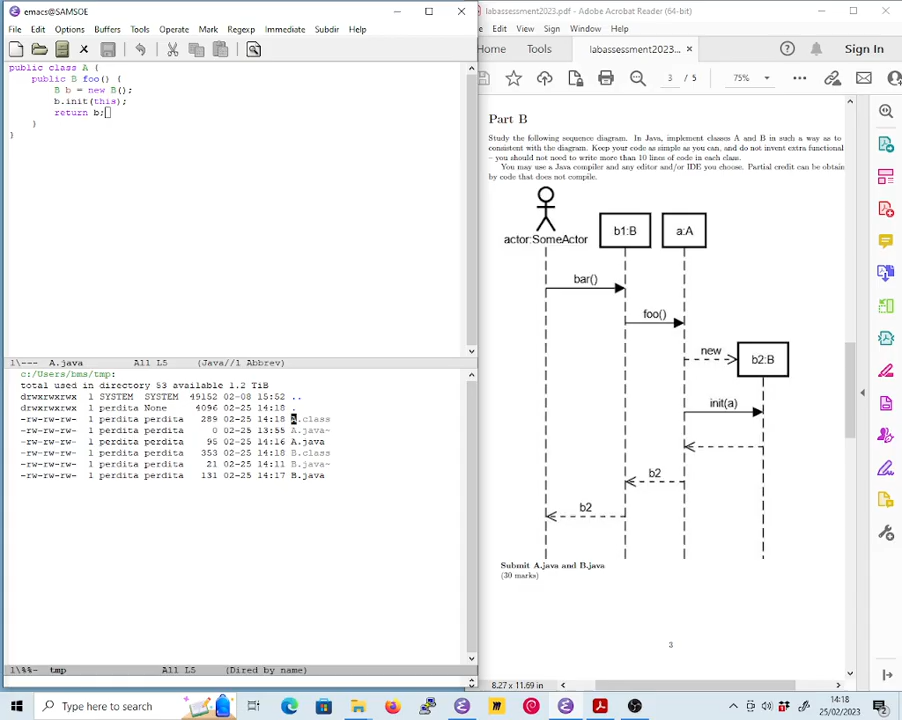 emacs@SAMSOE
File Edit Options Buffers Tools Operate Mark Regexp Immediate Subdir Help
public class A {
public B foo() {
B b = new B();
b.init(this);
return b;
}
}
1\--- A.java All L5 (Java//1 Abbrev)
c:/Users/bms/tmp:
total used in directory 53 available 1.2 TiB
drwxrwxrwx 1 SYSTEM SYSTEM 49152 02-08 15:52 ..
drwxrwxrwx 1 perdita None 4096 02-25 14:18 .
-rw-rw-rw- 1 perdita perdita 289 02-25 14:18 A.class
-rw-rw-rw- 1 perdita perdita 0 02-25 13:55 A.java~
-rw-rw-rw- 1 perdita perdita 95 02-25 14:16 A.java
-rw-rw-rw- 1 perdita perdita 353 02-25 14:18 B.class
-rw-rw-rw- 1 perdita perdita 21 02-25 14:11 B.java~
-rw-rw-rw- 1 perdita perdita 131 02-25 14:17 B.java
1\%%- tmp All L5 (Dired by name)
labassessment2023.pdf - Adobe Acrobat Reader (64-bit)
Edit View Sign Window Help
Home Tools labassessment2023... × Sign In
3 / 5 75%
Part B
Study the following sequence diagram. In Java, implement classes A and B in such a way as to
consistent with the diagram. Keep your code as simple as you can, and do not invent extra functional
– you should not need to write more than 10 lines of code in each class.
You may use a Java compiler and any editor and/or IDE you choose. Partial credit can be obtain
by code that does not compile.
actor:SomeActor
b1:B
a:A
bar()
foo()
new
b2:B
init(a)
b2
b2
Submit A.java and B.java
(30 marks)
3
8.27 x 11.69 in
Type here to search
14:18
25/02/2023
2